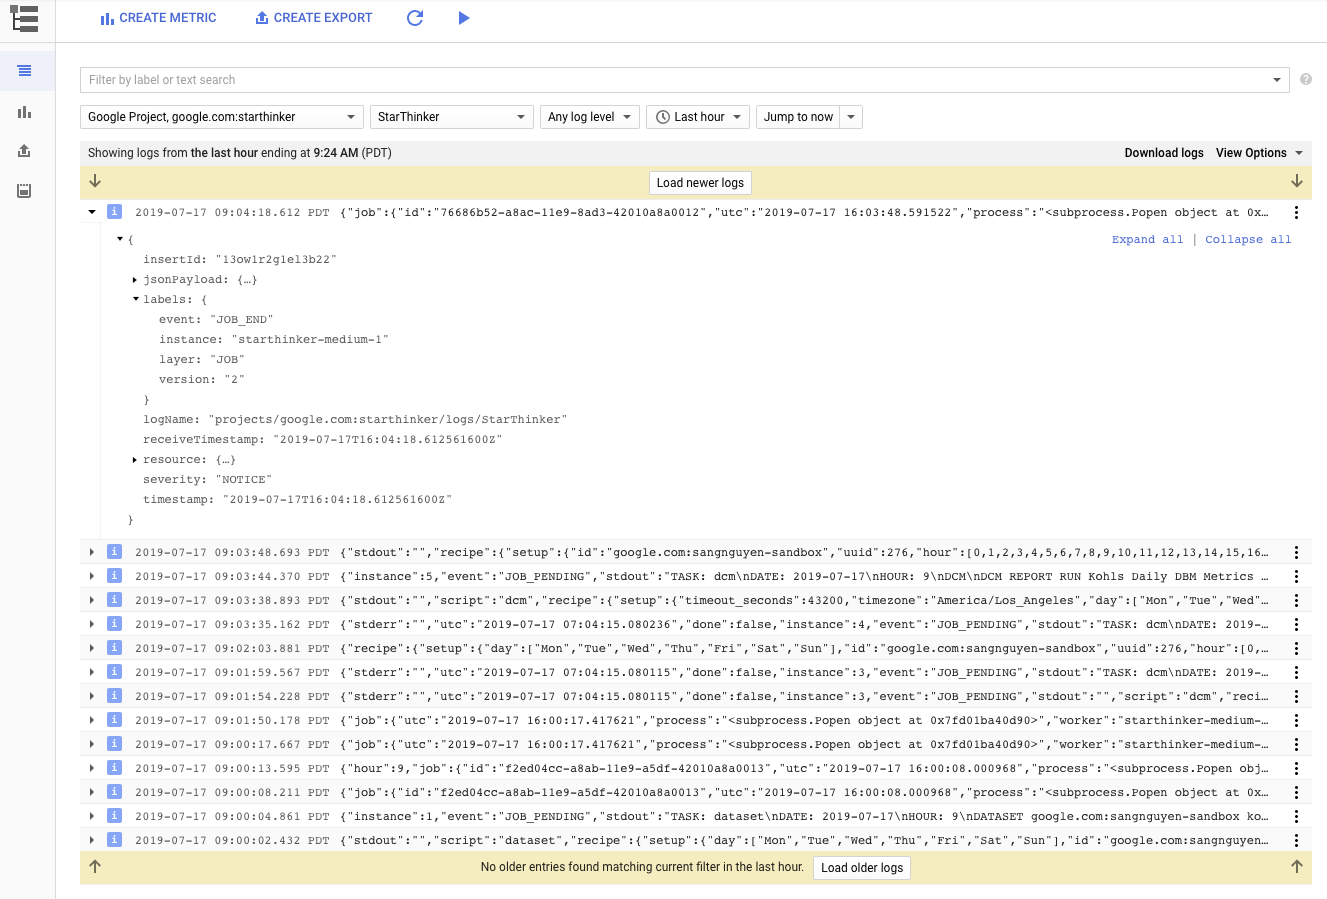 CREATE METRIC CREATE EXPORT
Filter by label or text search
Google Project, google.com:starthinker StarThinker Any log level Last hour Jump to now
Showing logs from the last hour ending at 9:24 AM (PDT) Download logs View Options
Load newer logs
i 2019-07-17 09:04:18.612 PDT {"job":{"id":"76686b52-a8ac-11e9-8ad3-42010a8a0012","utc":"2019-07-17 16:03:48.591522","process":"<subprocess.Popen object at 0x…
{ Expand all | Collapse all
insertId: "13ow1r2g1el3b22"
jsonPayload: {…}
labels: {
event: "JOB_END"
instance: "starthinker-medium-1"
layer: "JOB"
version: "2"
}
logName: "projects/google.com:starthinker/logs/StarThinker"
receiveTimestamp: "2019-07-17T16:04:18.612561600Z"
resource: {…}
severity: "NOTICE"
timestamp: "2019-07-17T16:04:18.612561600Z"
}
i 2019-07-17 09:03:48.693 PDT {"stdout":"","recipe":{"setup":{"id":"google.com:sangnguyen-sandbox","uuid":276,"hour":[0,1,2,3,4,5,6,7,8,9,10,11,12,13,14,15,16…
i 2019-07-17 09:03:44.370 PDT {"instance":5,"event":"JOB_PENDING","stdout":"TASK: dcm\nDATE: 2019-07-17\nHOUR: 9\nDCM\nDCM REPORT RUN Kohls Daily DBM Metrics …
i 2019-07-17 09:03:38.893 PDT {"stdout":"","script":"dcm","recipe":{"setup":{"timeout_seconds":43200,"timezone":"America/Los_Angeles","day":["Mon","Tue","Wed"…
i 2019-07-17 09:03:35.162 PDT {"stderr":"","utc":"2019-07-17 07:04:15.080236","done":false,"instance":4,"event":"JOB_PENDING","stdout":"TASK: dcm\nDATE: 2019-…
i 2019-07-17 09:02:03.881 PDT {"recipe":{"setup":{"day":["Mon","Tue","Wed","Thu","Fri","Sat","Sun"],"id":"google.com:sangnguyen-sandbox","uuid":276,"hour":[0,…
i 2019-07-17 09:01:59.567 PDT {"stderr":"","utc":"2019-07-17 07:04:15.080115","done":false,"instance":3,"event":"JOB_PENDING","stdout":"TASK: dcm\nDATE: 2019-…
i 2019-07-17 09:01:54.228 PDT {"stderr":"","utc":"2019-07-17 07:04:15.080115","done":false,"instance":3,"event":"JOB_PENDING","stdout":"","script":"dcm","reci…
i 2019-07-17 09:01:50.178 PDT {"job":{"utc":"2019-07-17 16:00:17.417621","process":"<subprocess.Popen object at 0x7fd01ba40d90>","worker":"starthinker-medium-…
i 2019-07-17 09:00:17.667 PDT {"job":{"utc":"2019-07-17 16:00:17.417621","process":"<subprocess.Popen object at 0x7fd01ba40d90>","worker":"starthinker-medium-…
i 2019-07-17 09:00:13.595 PDT {"hour":9,"job":{"id":"f2ed04cc-a8ab-11e9-a5df-42010a8a0013","utc":"2019-07-17 16:00:08.000968","process":"<subprocess.Popen obj…
i 2019-07-17 09:00:08.211 PDT {"job":{"id":"f2ed04cc-a8ab-11e9-a5df-42010a8a0013","utc":"2019-07-17 16:00:08.000968","process":"<subprocess.Popen object at 0x…
i 2019-07-17 09:00:04.861 PDT {"instance":1,"event":"JOB_PENDING","stdout":"TASK: dataset\nDATE: 2019-07-17\nHOUR: 9\nDATASET google.com:sangnguyen-sandbox ko…
i 2019-07-17 09:00:02.432 PDT {"stdout":"","script":"dataset","recipe":{"setup":{"day":["Mon","Tue","Wed","Thu","Fri","Sat","Sun"],"id":"google.com:sangnguyen…
No older entries found matching current filter in the last hour. Load older logs